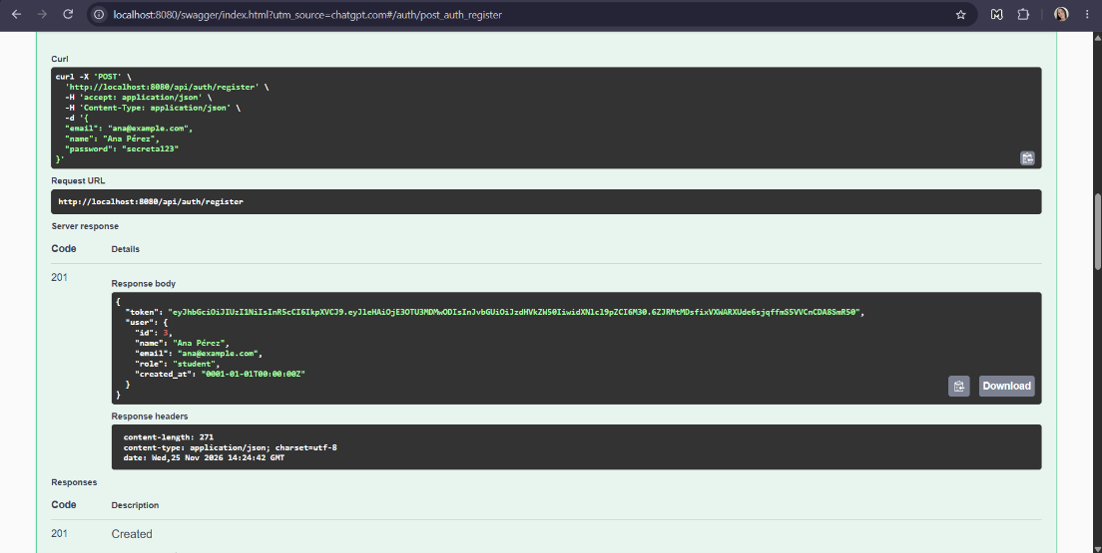 localhost:8080/swagger/index.html?utm_source=chatgpt.com#/auth/post_auth_register
Curl
curl -X 'POST' \
'http://localhost:8080/api/auth/register' \
-H 'accept: application/json' \
-H 'Content-Type: application/json' \
-d '{
"email": "ana@example.com",
"name": "Ana Pérez",
"password": "secreta123"
}'
Request URL
http://localhost:8080/api/auth/register
Server response
Code Details
201
Response body
{
"token":
"user": {
"id": 3,
"name": "Ana Pérez",
"email": "ana@example.com",
"role": "student",
"created_at": "0001-01-01T00:00:00Z"
}
}
Download
Response headers
content-length: 271
content-type: application/json; charset=utf-8
date: Wed,25 Nov 2026 14:24:42 GMT
Responses
Code Description
201 Created